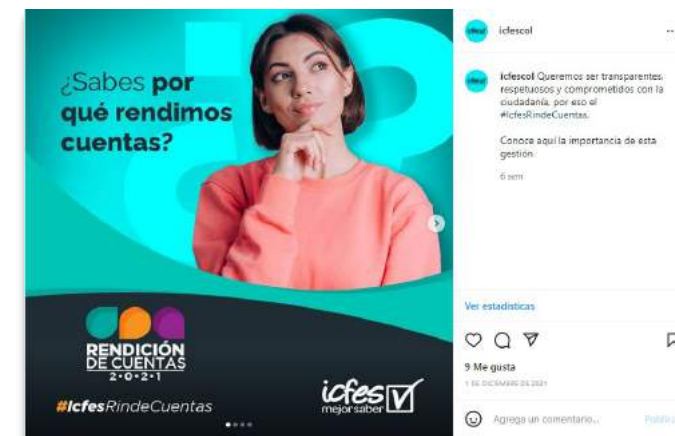 ¿Sabes por
qué rendimos
cuentas?
RENDICIÓN
DE CUENTAS
2·0·2·1
#IcfesRindeCuentas
icfes
mejor saber
icfes
icfescol
icfes
icfescol Queremos ser transparentes,
respetuosos y comprometidos con la
ciudadanía, por eso el
#IcfesRindeCuentas.
Conoce aquí la importancia de esta
gestión
6 sem
Ver estadísticas
9 Me gusta
1 DE DICIEMBRE DE 2021
Agrega un comentario...